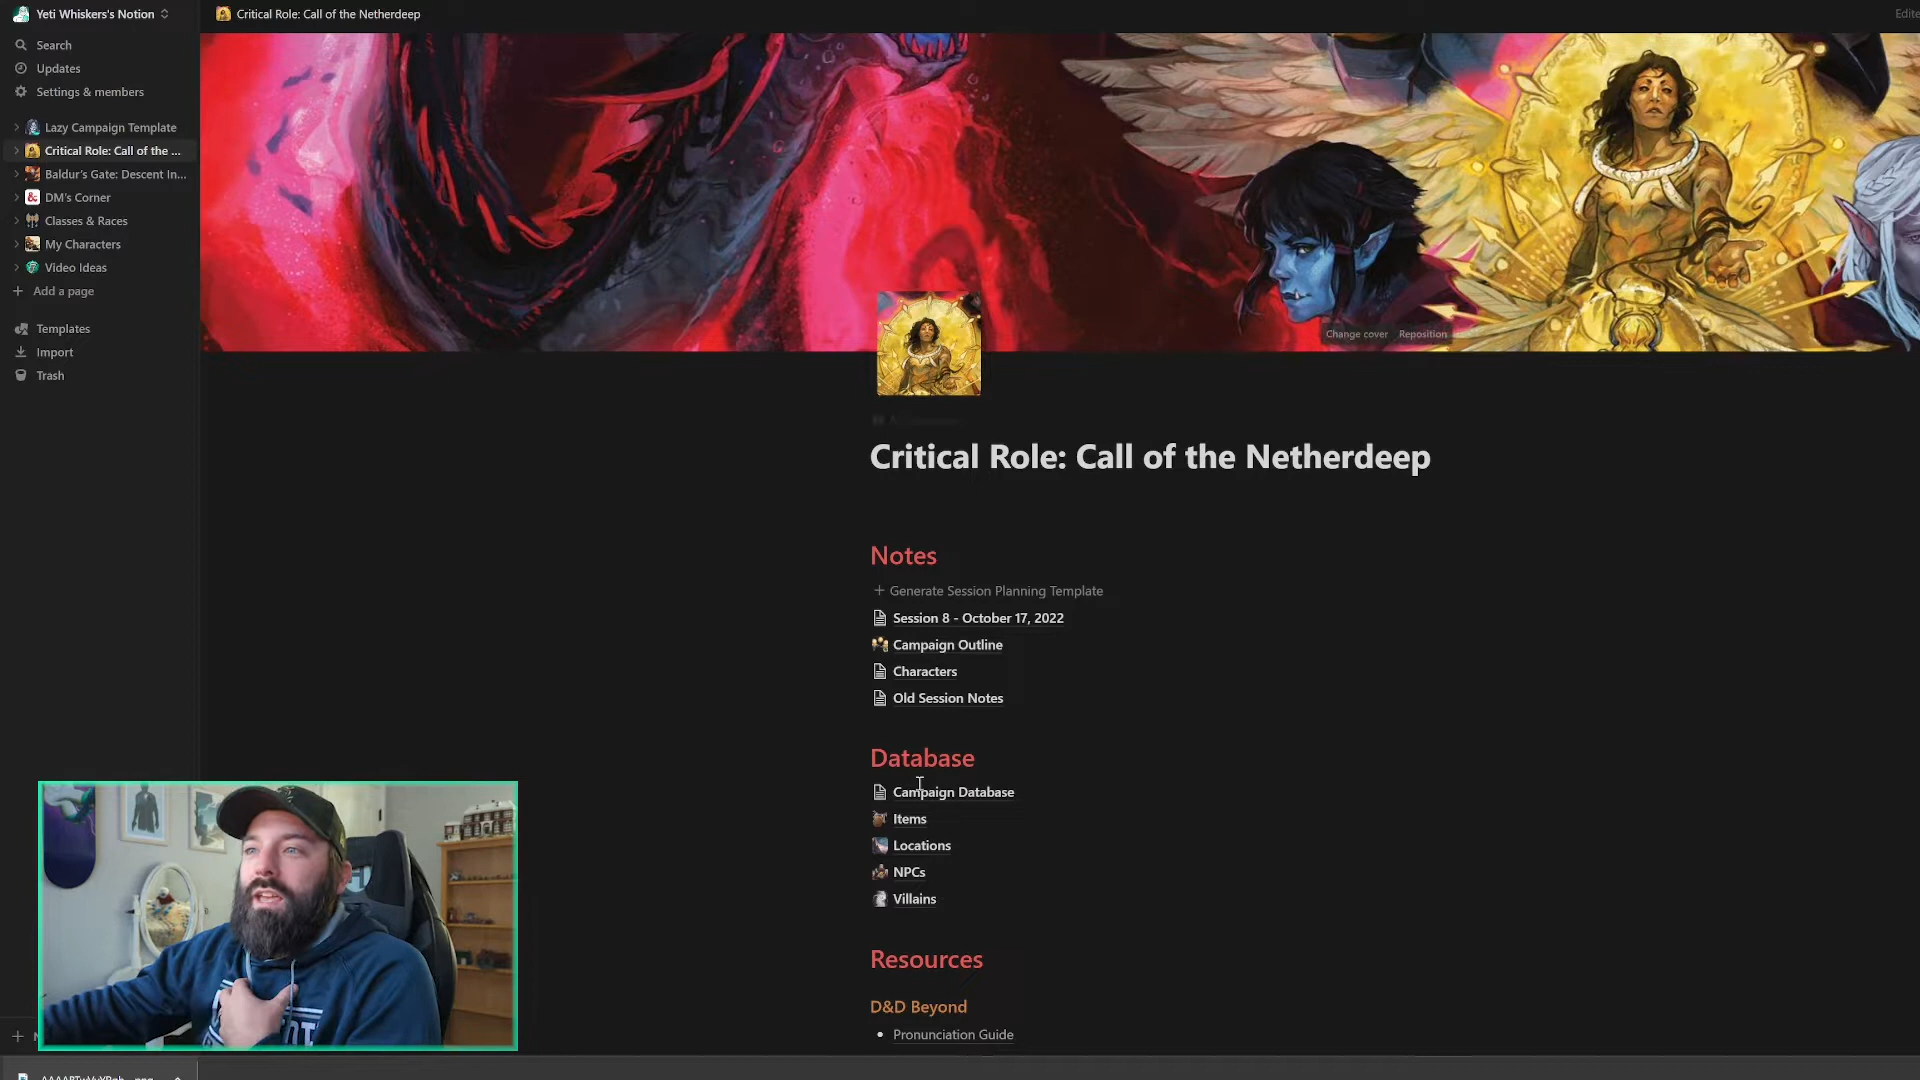 Yeti Whiskers's Notion
Search
Updates
Settings & members
Lazy Campaign Template
Critical Role: Call of the ...
Baldur's Gate: Descent In...
DM's Corner
Classes & Races
My Characters
Video Ideas
Add a page
Templates
Import
Trash
Critical Role: Call of the Netherdeep
Change cover Reposition
Critical Role: Call of the Netherdeep
Notes
Generate Session Planning Template
Session 8 - October 17, 2022
Campaign Outline
Characters
Old Session Notes
Database
Campaign Database
Items
Locations
NPCs
Villains
Resources
D&D Beyond
• Pronunciation Guide